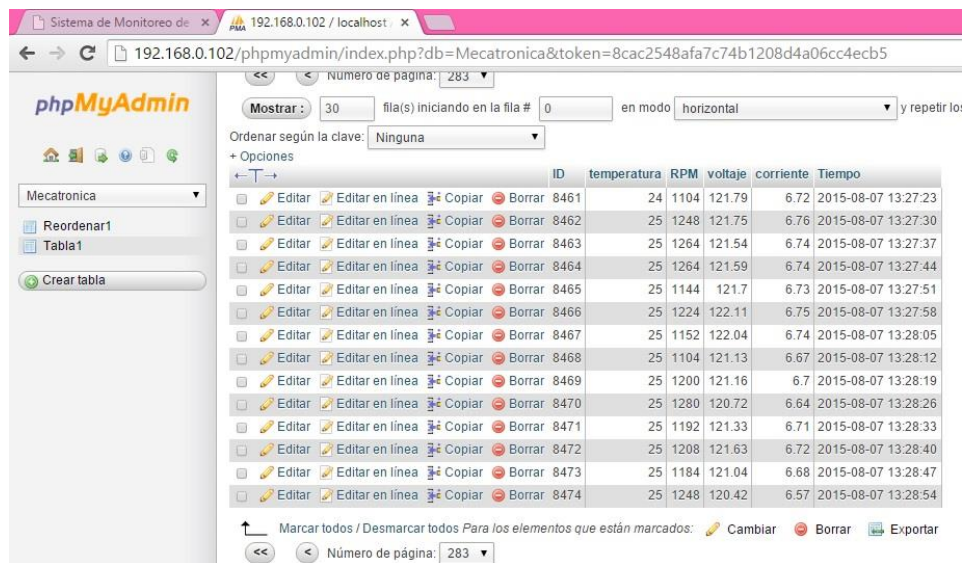 Sistema de Monitoreo de
192.168.0.102 / localhost
192.168.0.102/phpmyadmin/index.php?db=Mecatronica&token=8cac2548afa7c74b1208d4a06cc4ecb5
<< < Número de página: 283
phpMyAdmin
Mostrar : 30 fila(s) iniciando en la fila # 0 en modo horizontal y repetir los
Ordenar según la clave: Ninguna
+ Opciones
Mecatronica
Reordenar1
Tabla1
Crear tabla
ID temperatura RPM voltaje corriente Tiempo
Editar Editar en línea Copiar Borrar 8461 24 1104 121.79 6.72 2015-08-07 13:27:23
Editar Editar en línea Copiar Borrar 8462 25 1248 121.75 6.76 2015-08-07 13:27:30
Editar Editar en línea Copiar Borrar 8463 25 1264 121.54 6.74 2015-08-07 13:27:37
Editar Editar en línea Copiar Borrar 8464 25 1264 121.59 6.74 2015-08-07 13:27:44
Editar Editar en línea Copiar Borrar 8465 25 1144 121.7 6.73 2015-08-07 13:27:51
Editar Editar en línea Copiar Borrar 8466 25 1224 122.11 6.75 2015-08-07 13:27:58
Editar Editar en línea Copiar Borrar 8467 25 1152 122.04 6.74 2015-08-07 13:28:05
Editar Editar en línea Copiar Borrar 8468 25 1104 121.13 6.67 2015-08-07 13:28:12
Editar Editar en línea Copiar Borrar 8469 25 1200 121.16 6.7 2015-08-07 13:28:19
Editar Editar en línea Copiar Borrar 8470 25 1280 120.72 6.64 2015-08-07 13:28:26
Editar Editar en línea Copiar Borrar 8471 25 1192 121.33 6.71 2015-08-07 13:28:33
Editar Editar en línea Copiar Borrar 8472 25 1208 121.63 6.72 2015-08-07 13:28:40
Editar Editar en línea Copiar Borrar 8473 25 1184 121.04 6.68 2015-08-07 13:28:47
Editar Editar en línea Copiar Borrar 8474 25 1248 120.42 6.57 2015-08-07 13:28:54
Marcar todos / Desmarcar todos Para los elementos que están marcados: Cambiar Borrar Exportar
<< < Número de página: 283